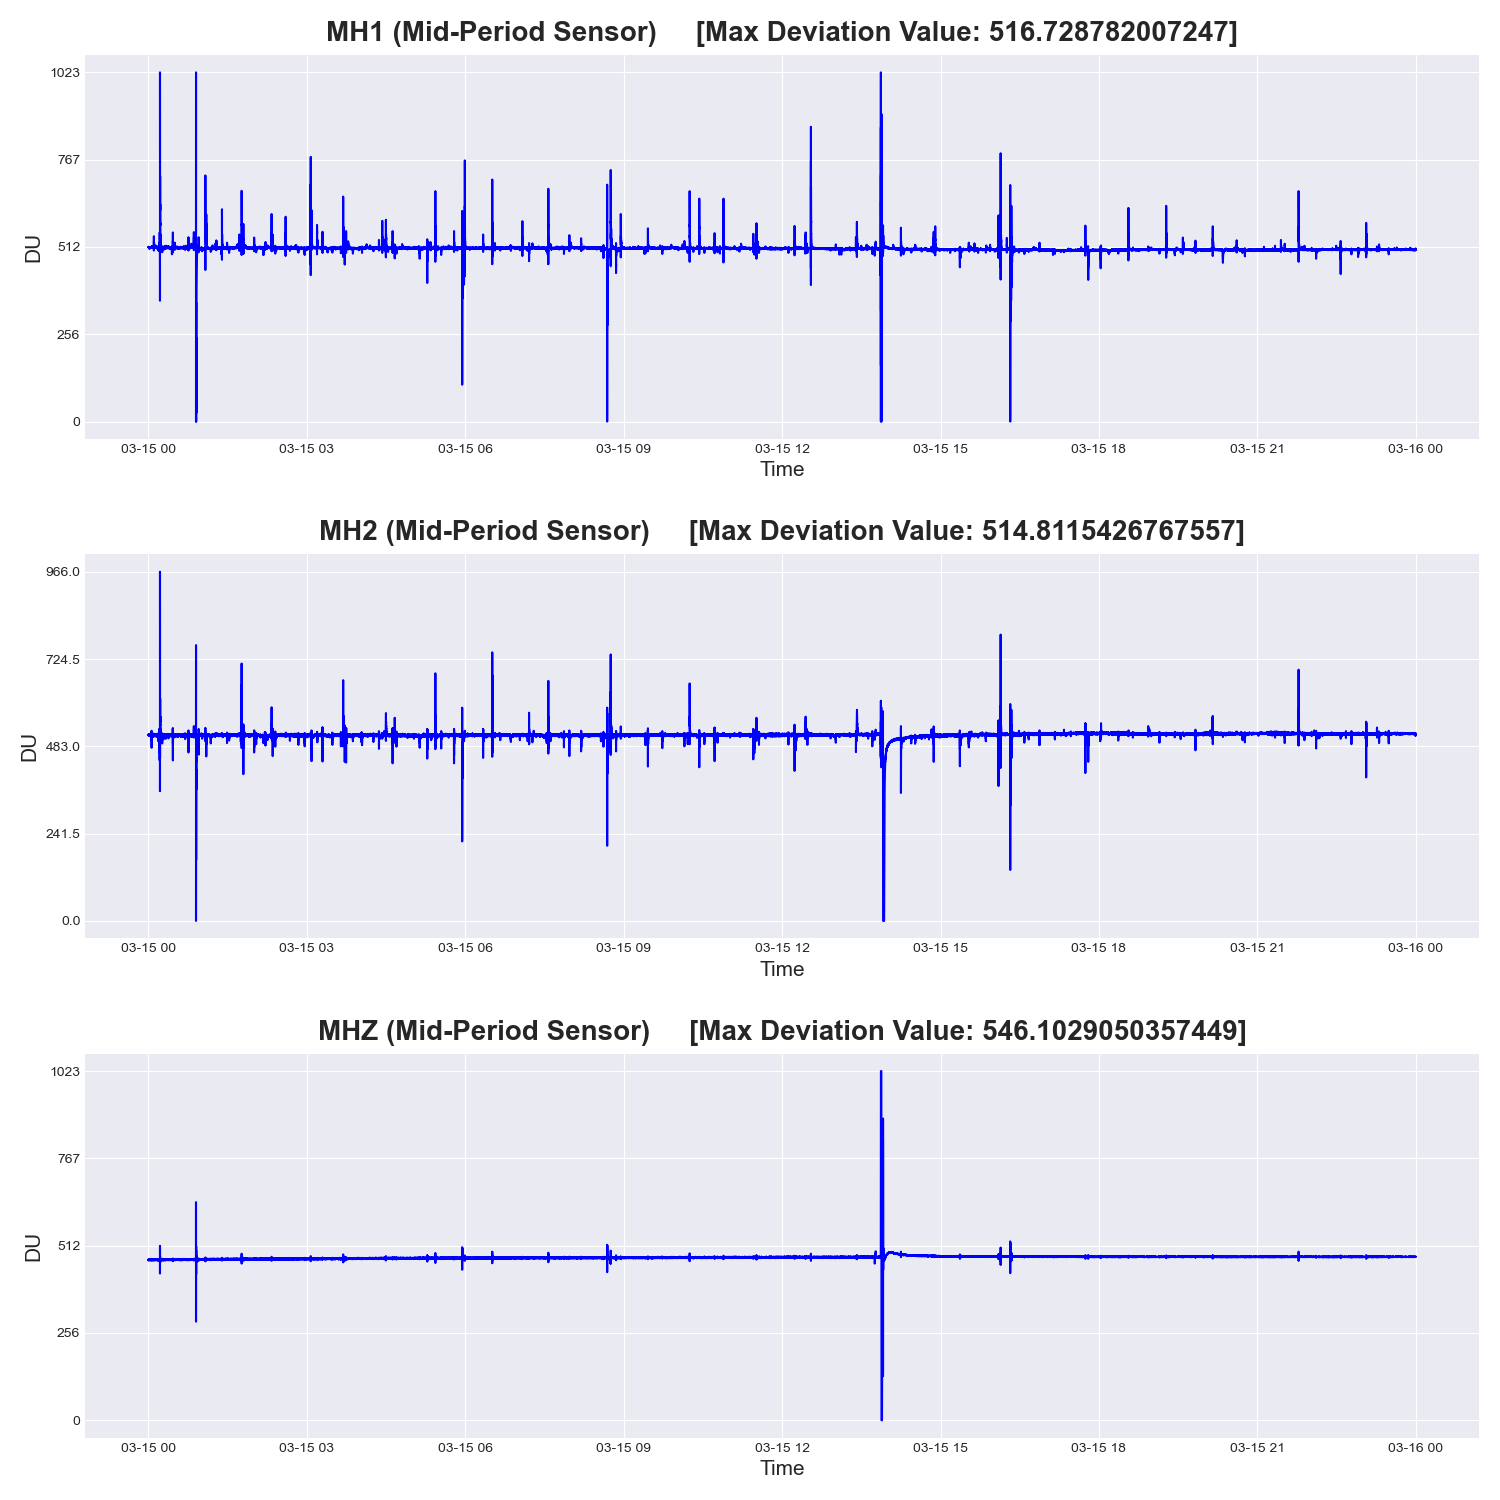 MH1 (Mid-Period Sensor) [Max Deviation Value: 516.728782007247]
1023
767
512
256
0
DU
03-15 00 03-15 03 03-15 06 03-15 09 03-15 12 03-15 15 03-15 18 03-15 21 03-16 00
Time
MH2 (Mid-Period Sensor) [Max Deviation Value: 514.8115426767557]
966.0
724.5
483.0
241.5
0.0
DU
03-15 00 03-15 03 03-15 06 03-15 09 03-15 12 03-15 15 03-15 18 03-15 21 03-16 00
Time
MHZ (Mid-Period Sensor) [Max Deviation Value: 546.1029050357449]
1023
767
512
256
0
DU
03-15 00 03-15 03 03-15 06 03-15 09 03-15 12 03-15 15 03-15 18 03-15 21 03-16 00
Time